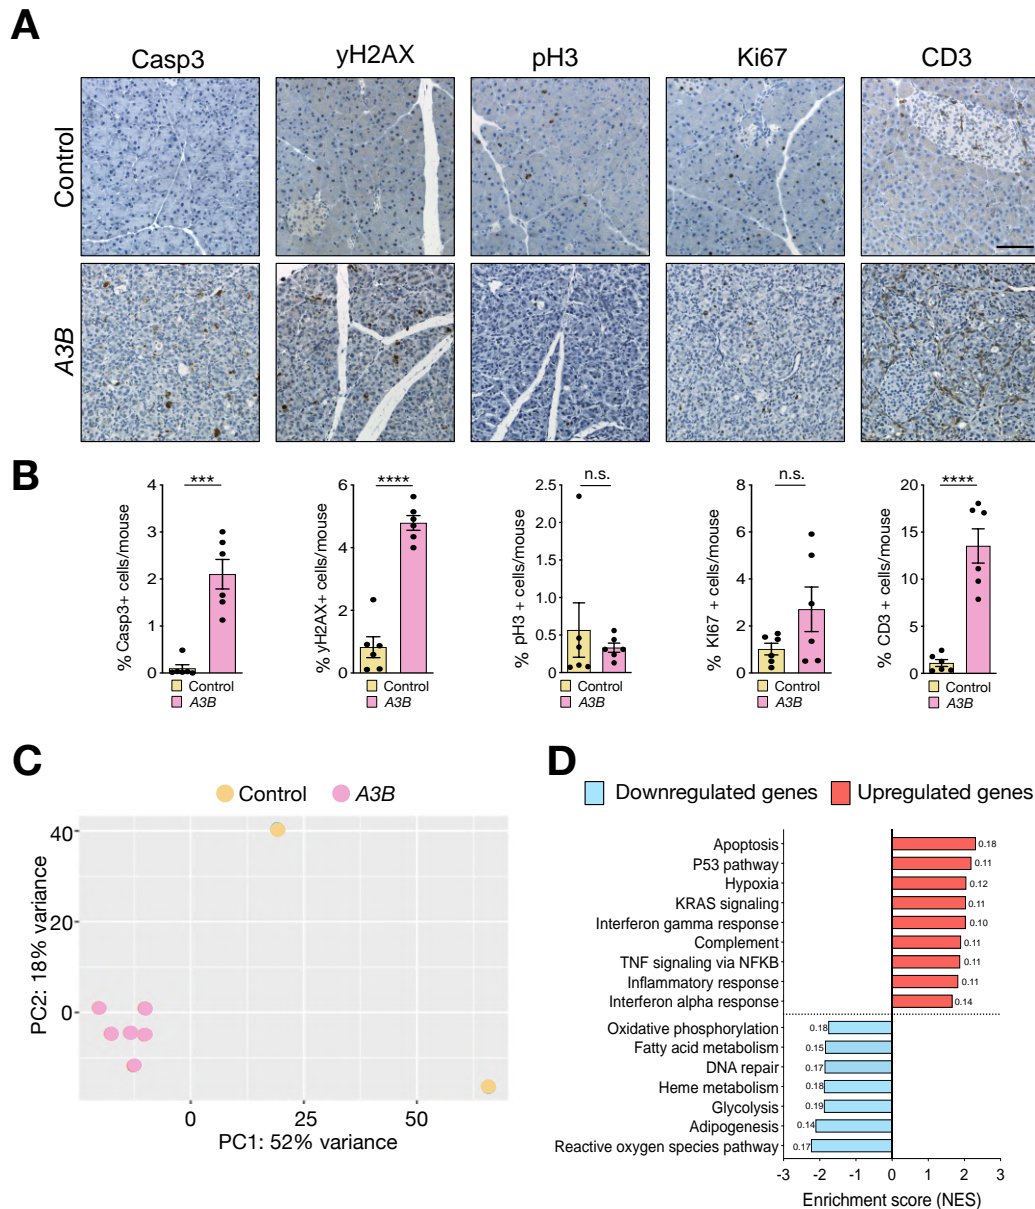 A
Casp3 yH2AX pH3 Ki67 CD3
Control
A3B
B
% Casp3+ cells/mouse
4
3
2
1
0
***
Control
A3B
% yH2AX+ cells/mouse
6
4
2
0
****
Control
A3B
% pH3 + cells/mouse
2.5
2.0
1.5
1.0
0.5
0
n.s.
Control
A3B
% KI67 + cells/mouse
8
6
4
2
0
n.s.
Control
A3B
% CD3 + cells/mouse
20
15
10
5
0
****
Control
A3B
C
Control A3B
PC2: 18% variance
40
20
0
0 25 50
PC1: 52% variance
D
Downregulated genes Upregulated genes
Apoptosis 0.18
P53 pathway 0.11
Hypoxia 0.12
KRAS signaling 0.11
Interferon gamma response 0.10
Complement 0.11
TNF signaling via NFKB 0.11
Inflammatory response 0.11
Interferon alpha response 0.14
Oxidative phosphorylation 0.18
Fatty acid metabolism 0.15
DNA repair 0.17
Heme metabolism 0.18
Glycolysis 0.19
Adipogenesis 0.14
Reactive oxygen species pathway 0.17
-3 -2 -1 0 1 2 3
Enrichment score (NES)